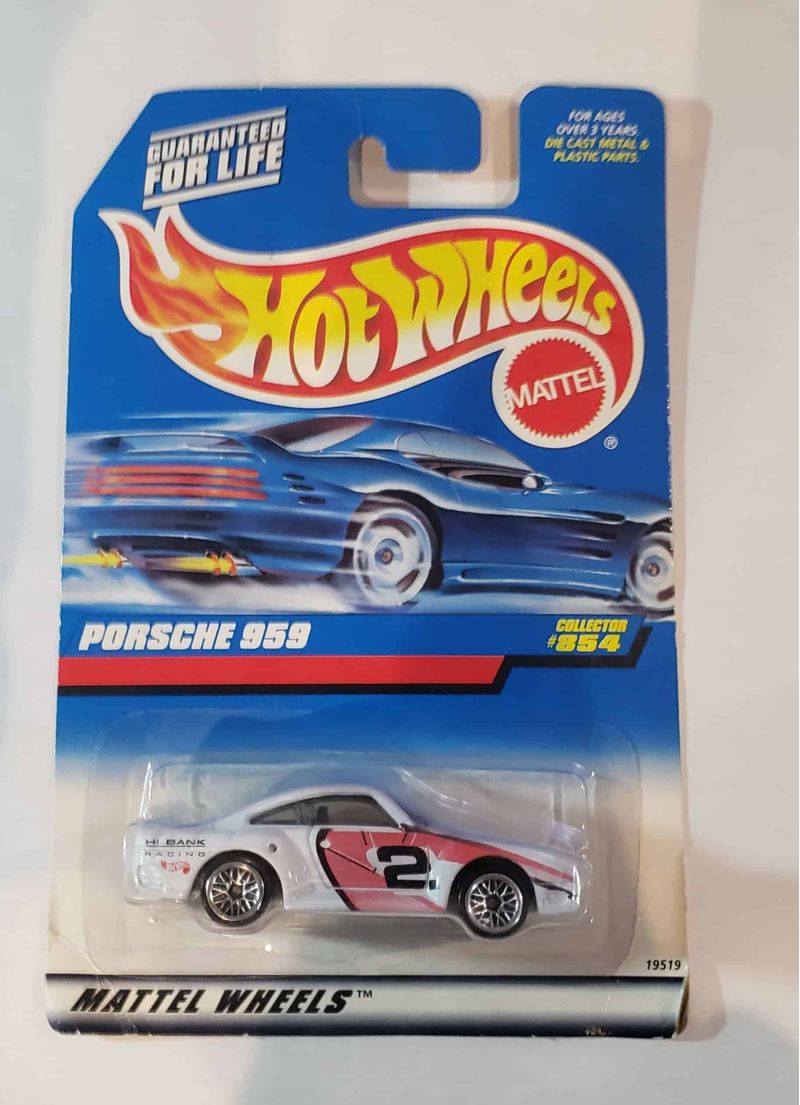 GUARANTEED
FOR LIFE
FOR AGES
OVER 3 YEARS
DIE CAST METAL &
PLASTIC PARTS.
HOT WHEELS
MATTEL
®
PORSCHE 959
COLLECTOR
#854
HI BANK
RACING
2
19519
MATTEL WHEELS™